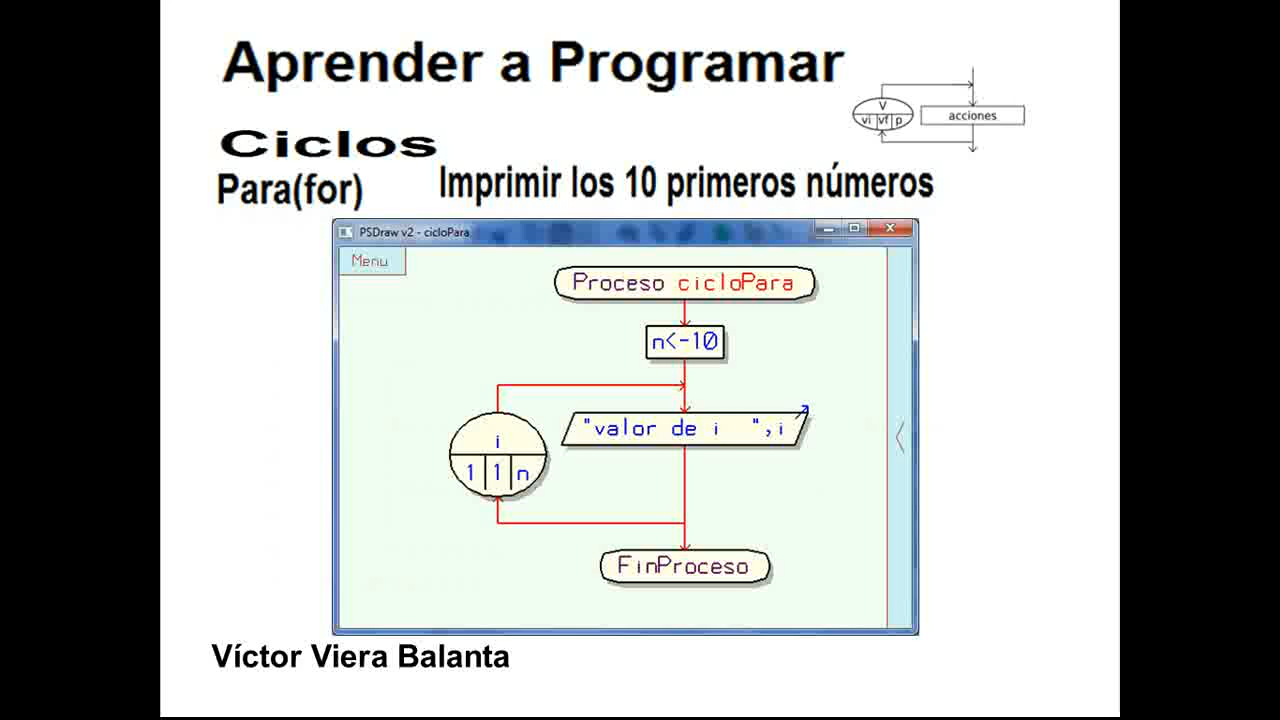 Aprender a Programar
V
vi vf p
acciones
Ciclos
Para(for)
Imprimir los 10 primeros números
PSDraw v2 - cicloPara
Menu
Proceso cicloPara
n<-10
"valor de i   ",i
i
1 1 n
FinProceso
Víctor Viera Balanta